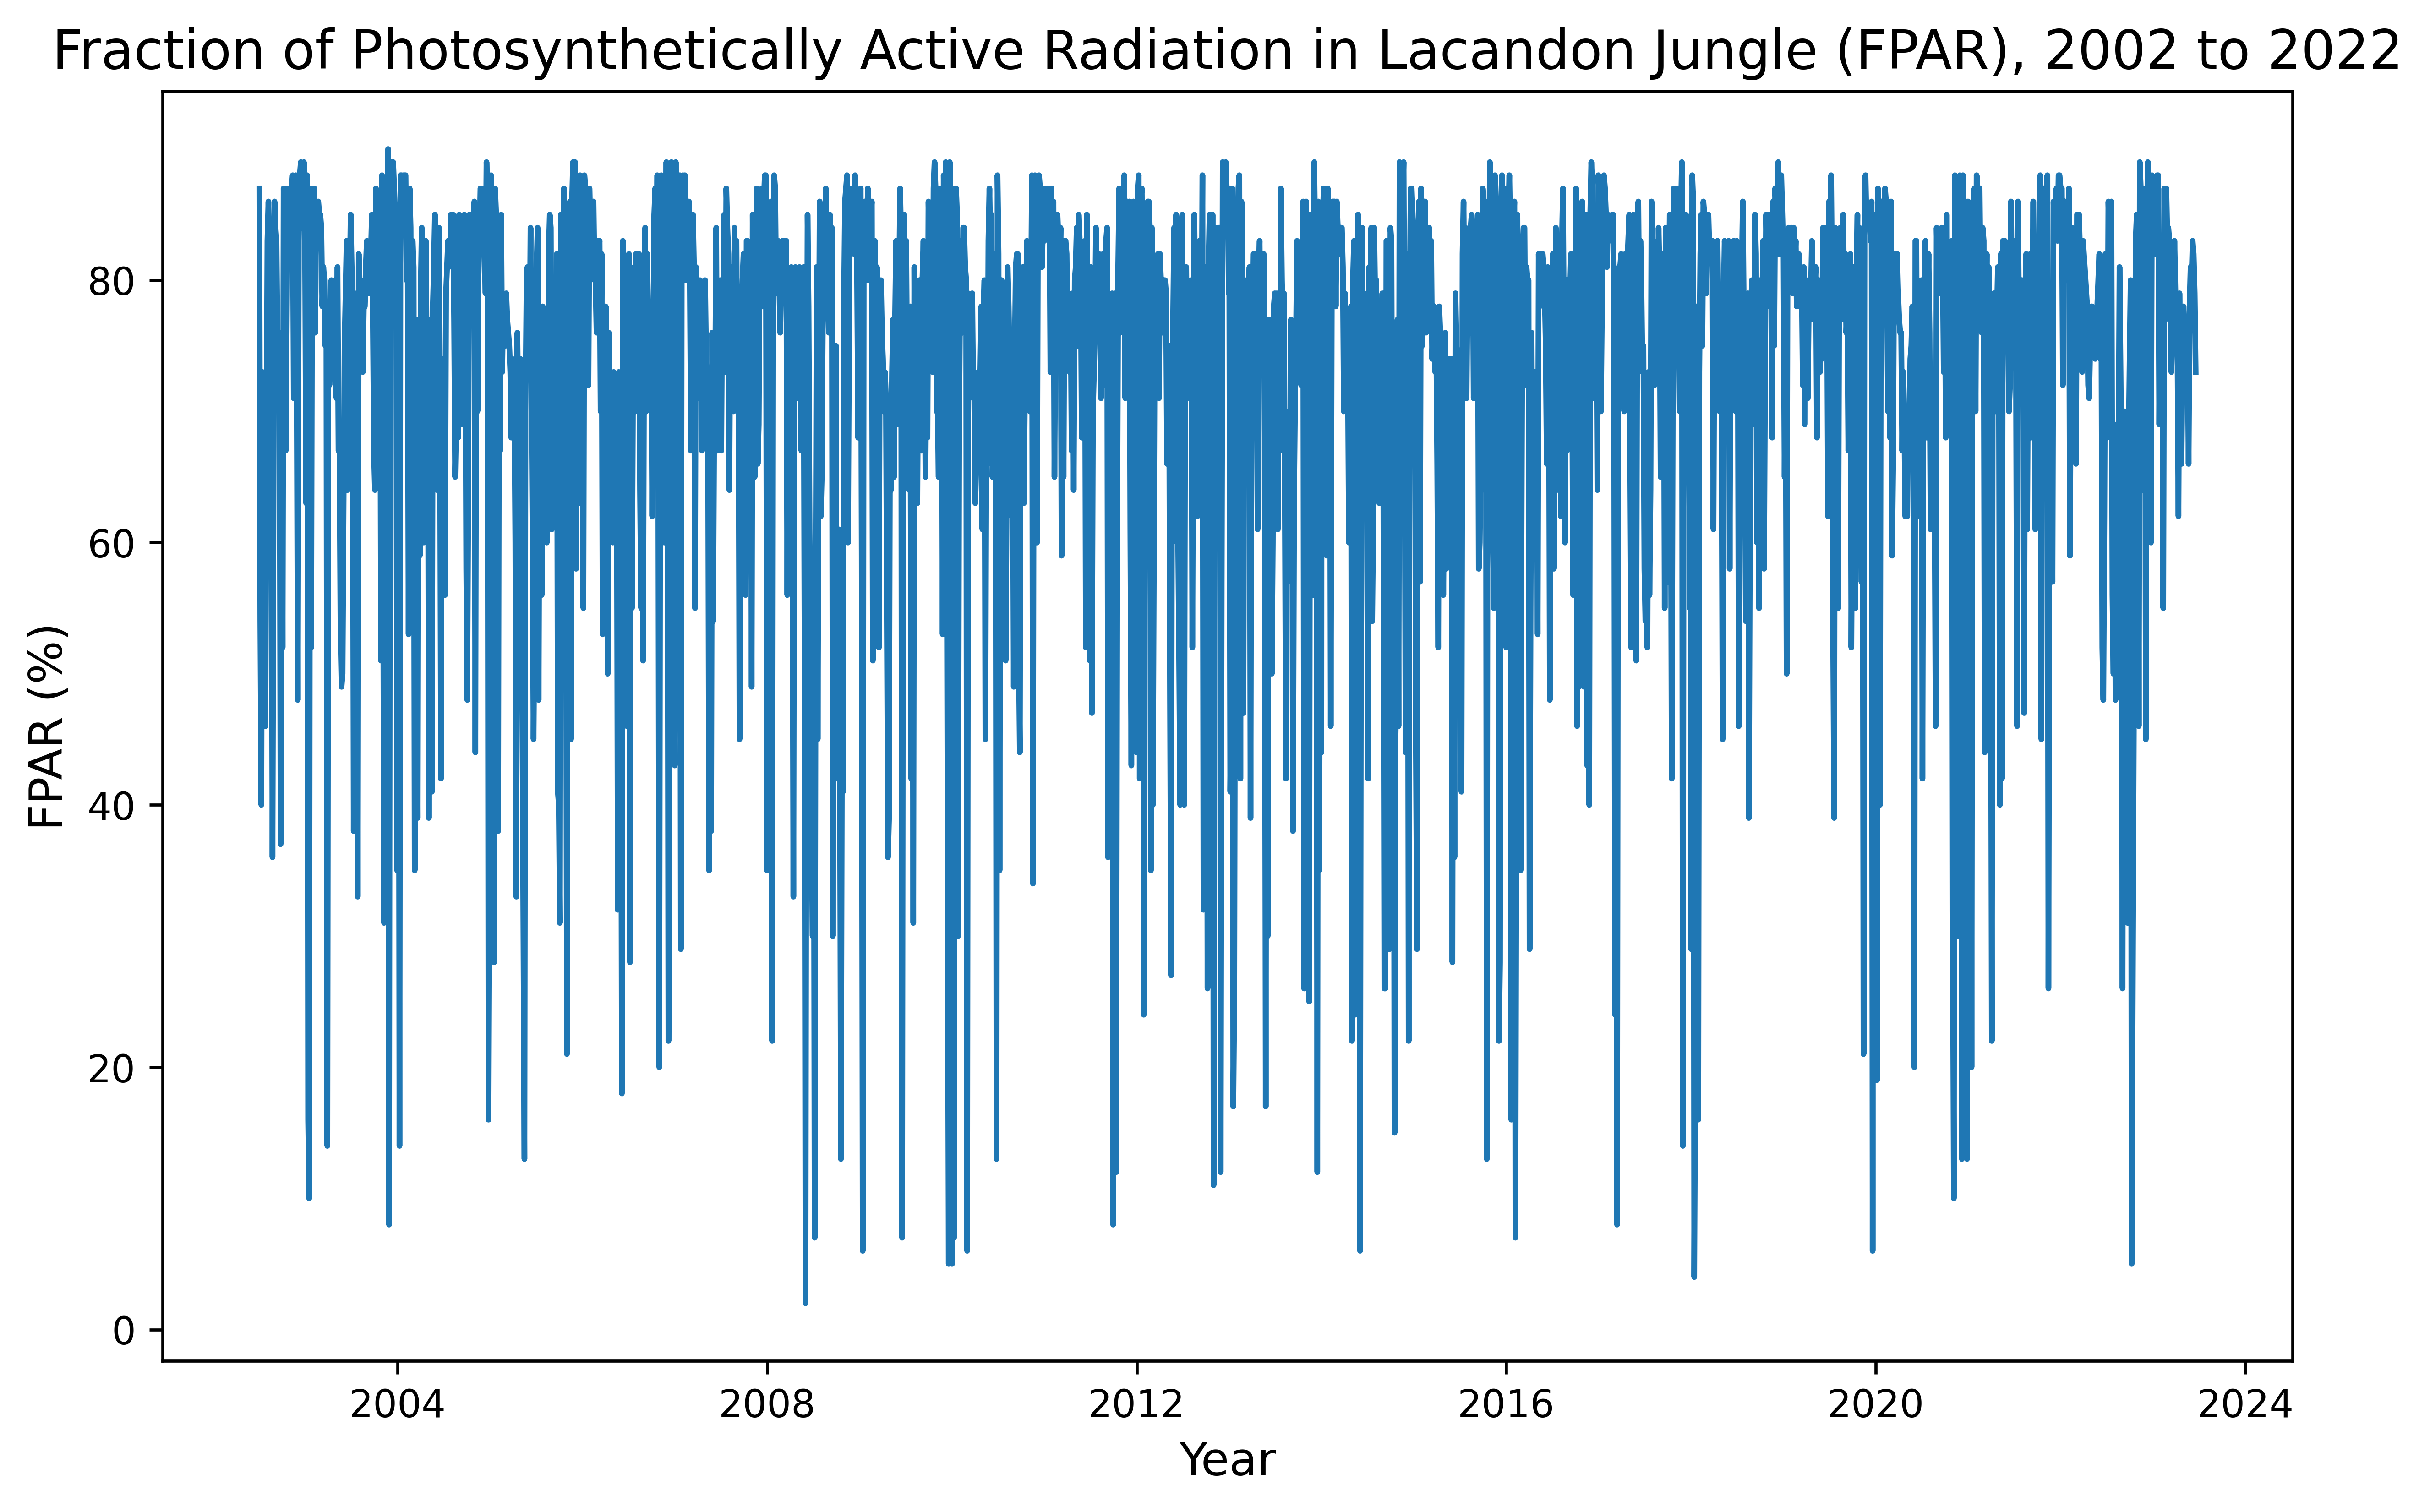 Fraction of Photosynthetically Active Radiation in Lacandon Jungle (FPAR), 2002 to 2022
FPAR (%)
80
60
40
20
0
2004 2008 2012 2016 2020 2024
Year